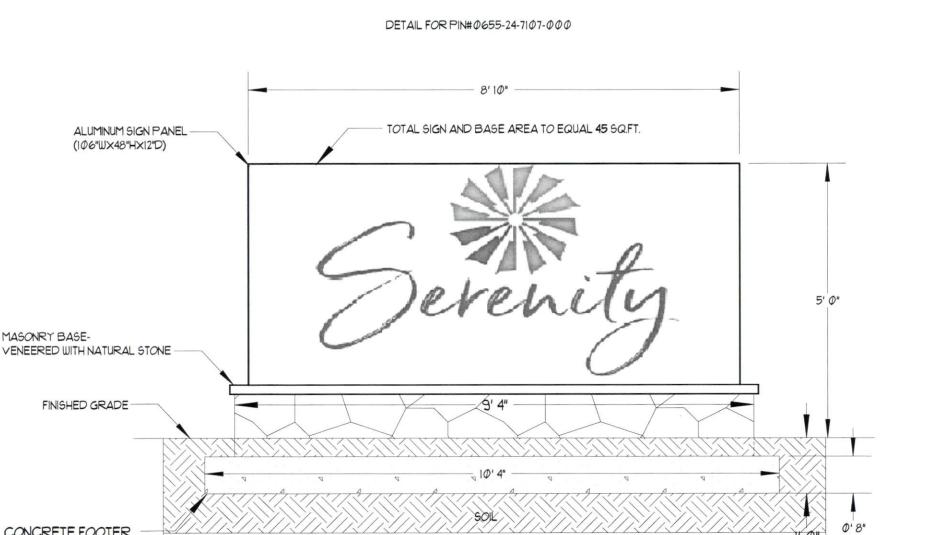 DETAIL FOR PIN# 0655-24-7107-000
8' 10"
ALUMINUM SIGN PANEL
(106"WX48"HX12"D)
TOTAL SIGN AND BASE AREA TO EQUAL 45 SQ.FT.
Serenity
5' 0"
MASONRY BASE-
VENEERED WITH NATURAL STONE
FINISHED GRADE
9' 4"
10' 4"
SOIL
CONCRETE FOOTER
0' 8"